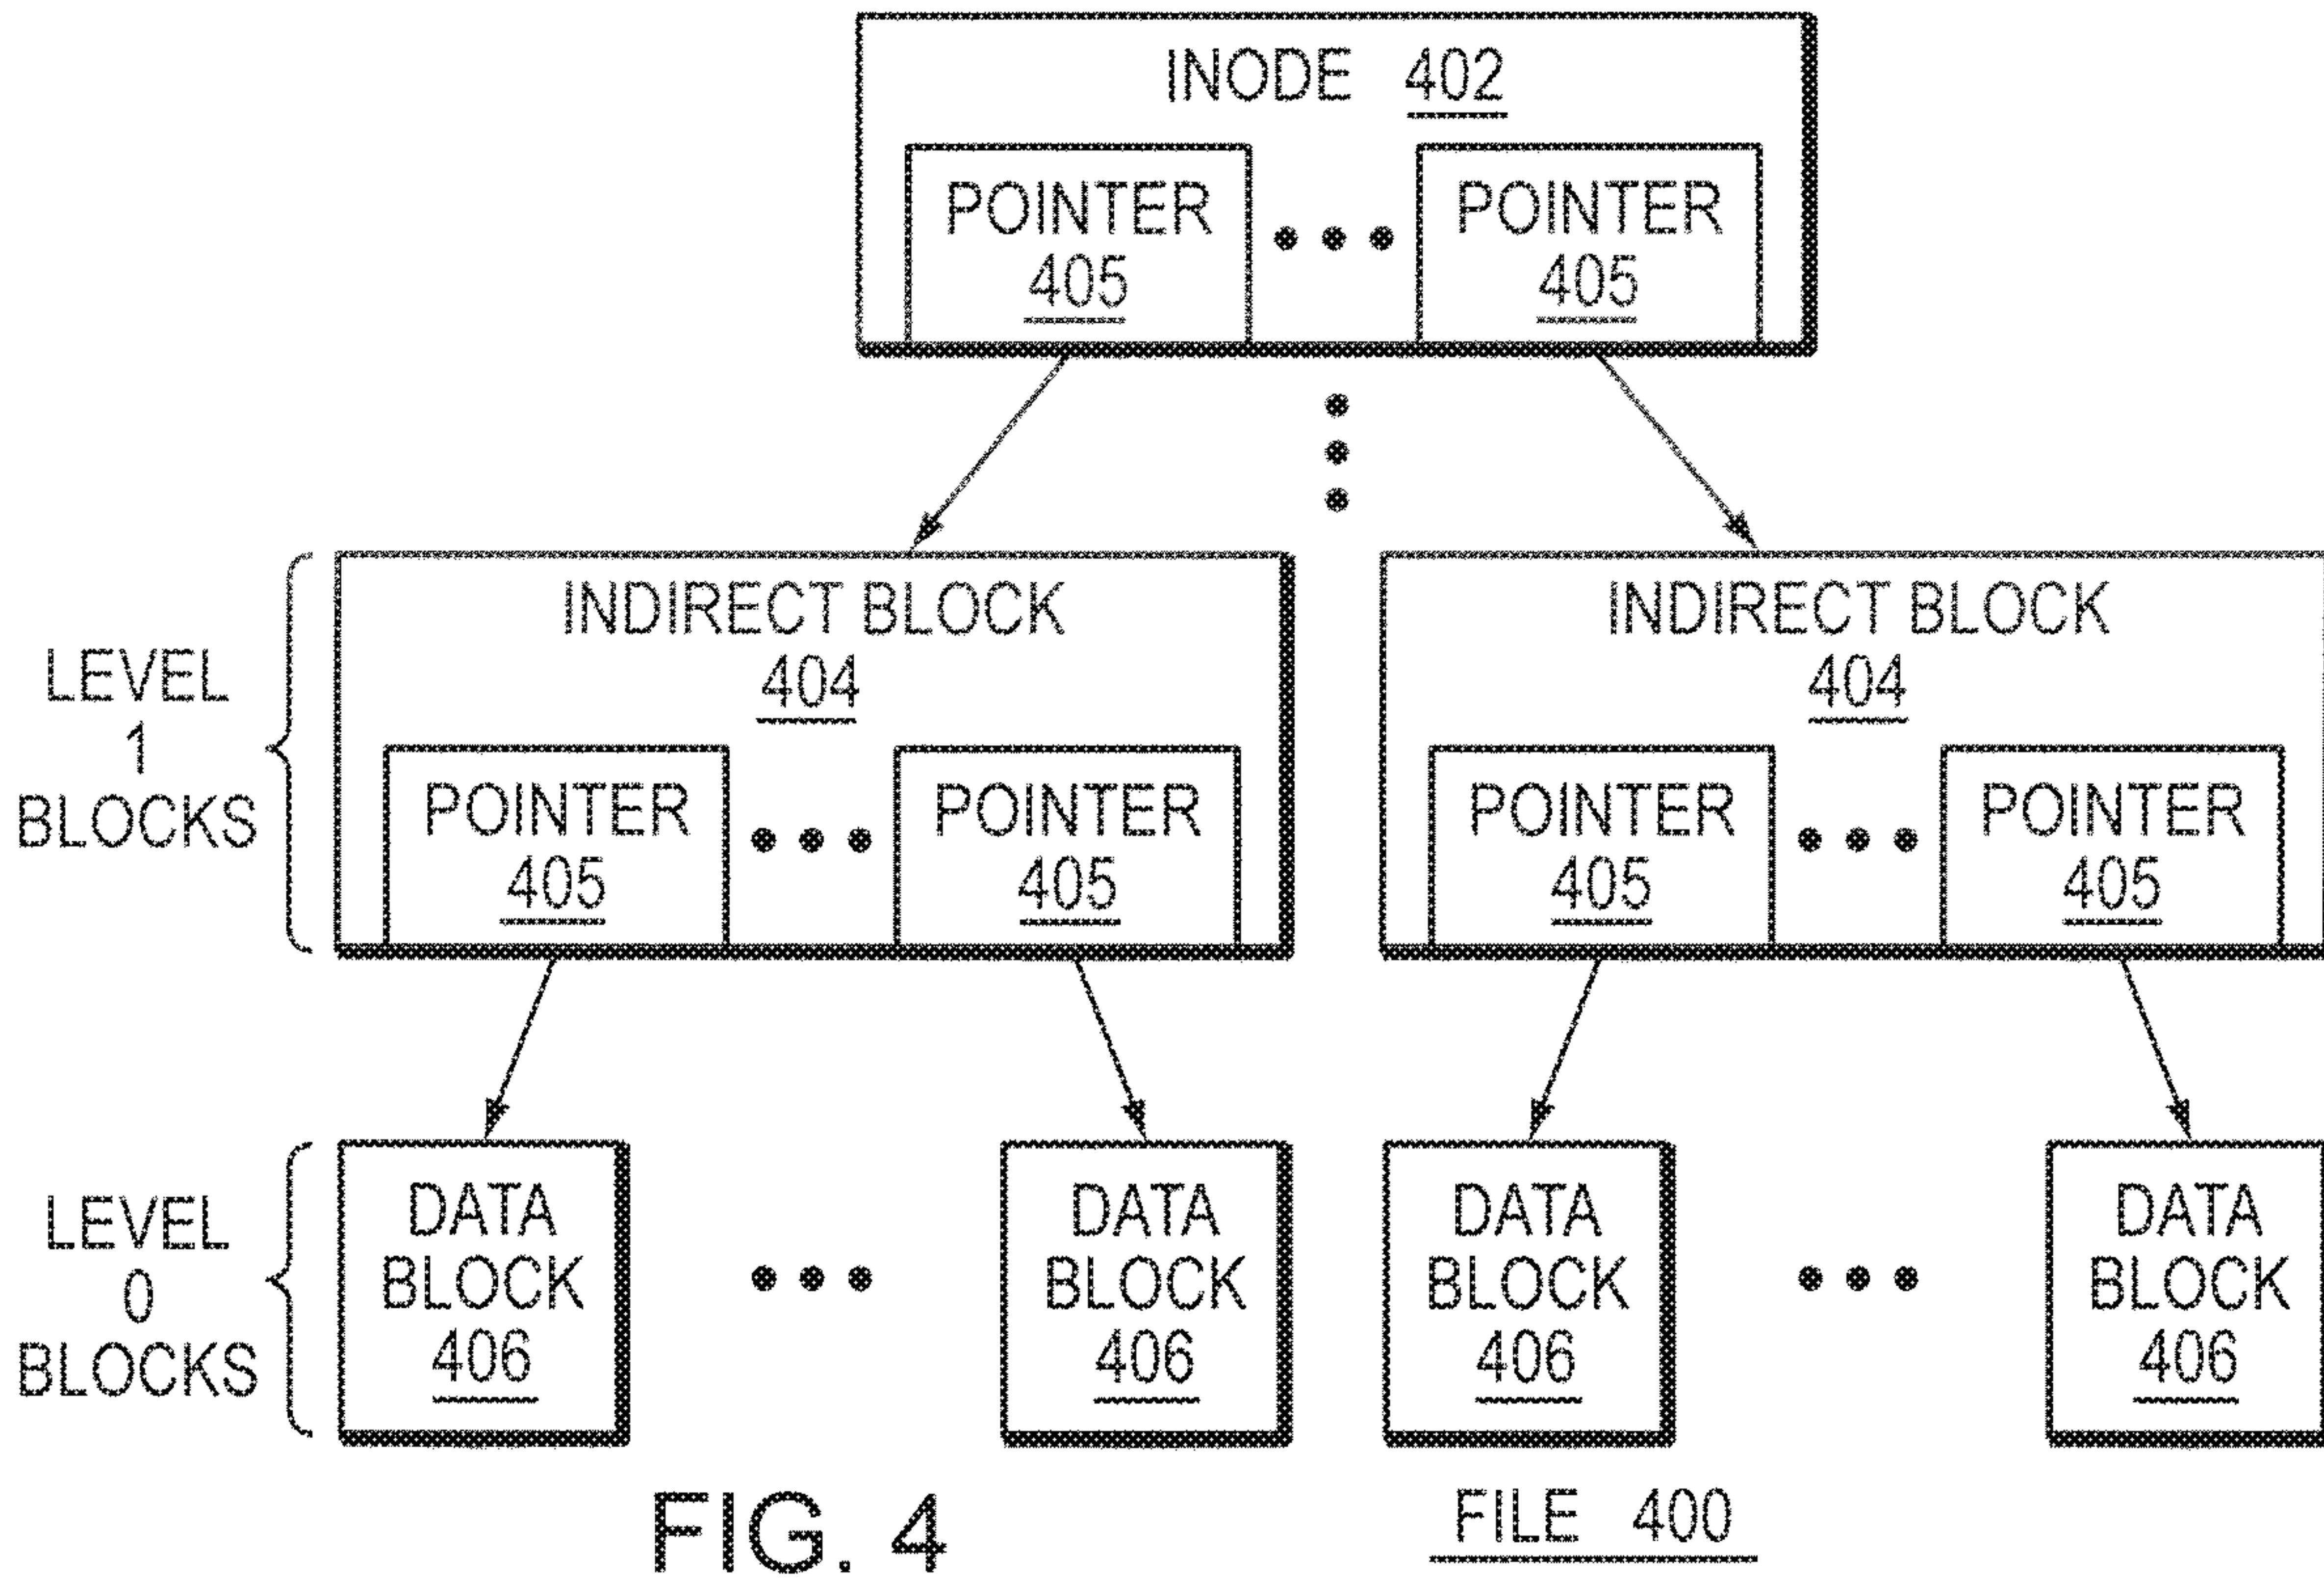 INODE 402
POINTER 405
POINTER 405
LEVEL 1 BLOCKS
INDIRECT BLOCK 404
POINTER 405
POINTER 405
INDIRECT BLOCK 404
POINTER 405
POINTER 405
LEVEL 0 BLOCKS
DATA BLOCK 406
DATA BLOCK 406
DATA BLOCK 406
DATA BLOCK 406
FIG. 4
FILE 400